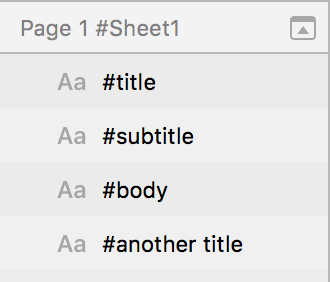 Page 1 #Sheet1
Aa #title
Aa #subtitle
Aa #body
Aa #another title